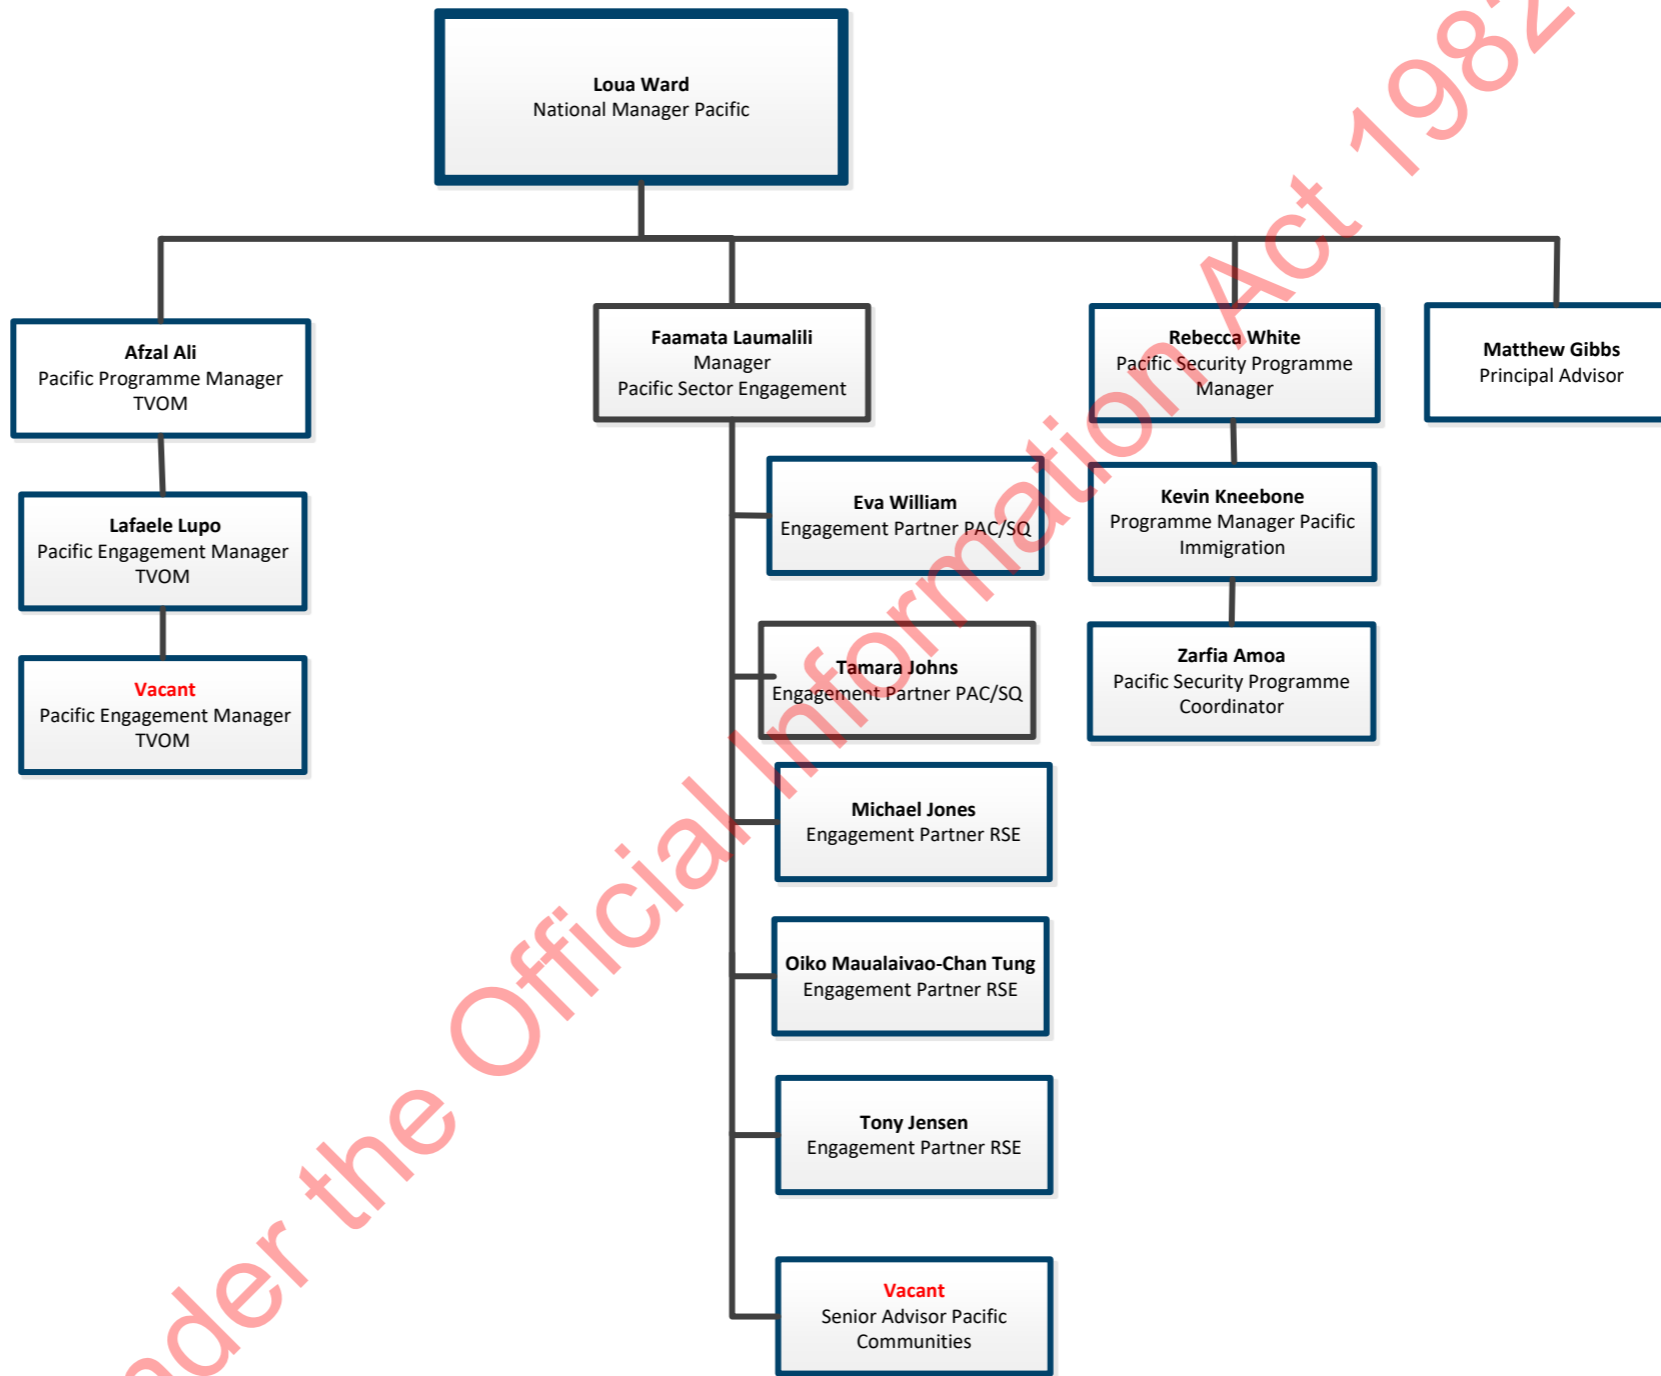 Loua Ward
National Manager Pacific
Afzal Ali
Pacific Programme Manager
TVOM
Lafaele Lupo
Pacific Engagement Manager
TVOM
Vacant
Pacific Engagement Manager
TVOM
Faamata Laumalili
Manager
Pacific Sector Engagement
Eva William
Engagement Partner PAC/SQ
Tamara Johns
Engagement Partner PAC/SQ
Michael Jones
Engagement Partner RSE
Oiko Maualaivao-Chan Tung
Engagement Partner RSE
Tony Jensen
Engagement Partner RSE
Vacant
Senior Advisor Pacific
Communities
Rebecca White
Pacific Security Programme
Manager
Kevin Kneebone
Programme Manager Pacific
Immigration
Zarfia Amoa
Pacific Security Programme
Coordinator
Matthew Gibbs
Principal Advisor
the Official Information Act 1982